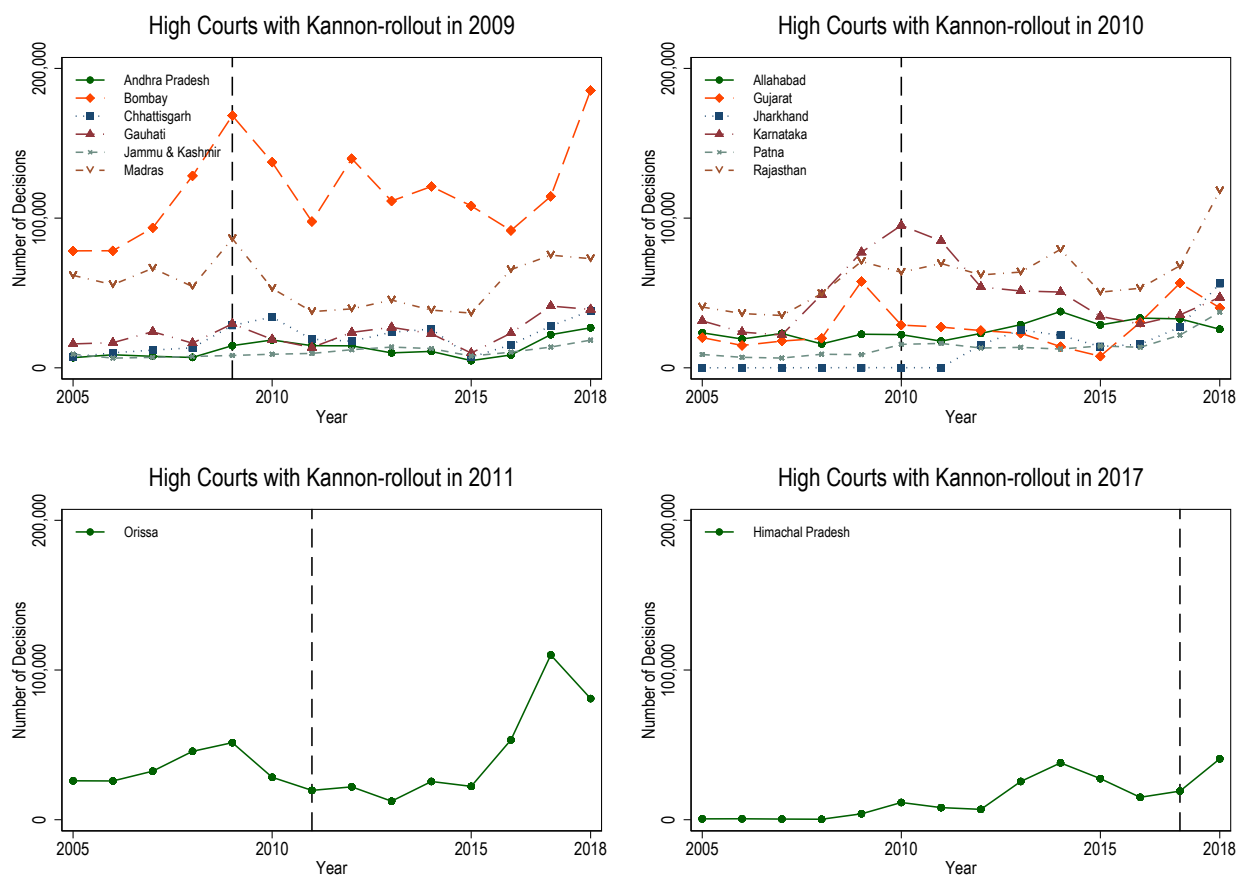 High Courts with Kannon-rollout in 2009
Number of Decisions
200,000
100,000
0
Andhra Pradesh
Bombay
Chhattisgarh
Gauhati
Jammu & Kashmir
Madras
2005 2010 2015 2018
Year
High Courts with Kannon-rollout in 2010
Number of Decisions
200,000
100,000
0
Allahabad
Gujarat
Jharkhand
Karnataka
Patna
Rajasthan
2005 2010 2015 2018
Year
High Courts with Kannon-rollout in 2011
Number of Decisions
200,000
100,000
0
Orissa
2005 2010 2015 2018
Year
High Courts with Kannon-rollout in 2017
Number of Decisions
200,000
100,000
0
Himachal Pradesh
2005 2010 2015 2018
Year